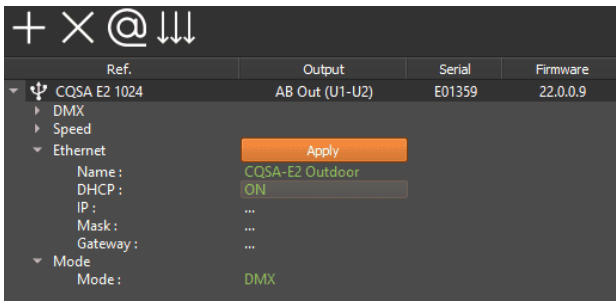 Ref. Output Serial Firmware
CQSA E2 1024 AB Out (U1-U2) E01359 22.0.0.9
DMX
Speed
Ethernet Apply
Name : CQSA-E2 Outdoor
DHCP : ON
IP : ...
Mask : ...
Gateway : ...
Mode
Mode : DMX